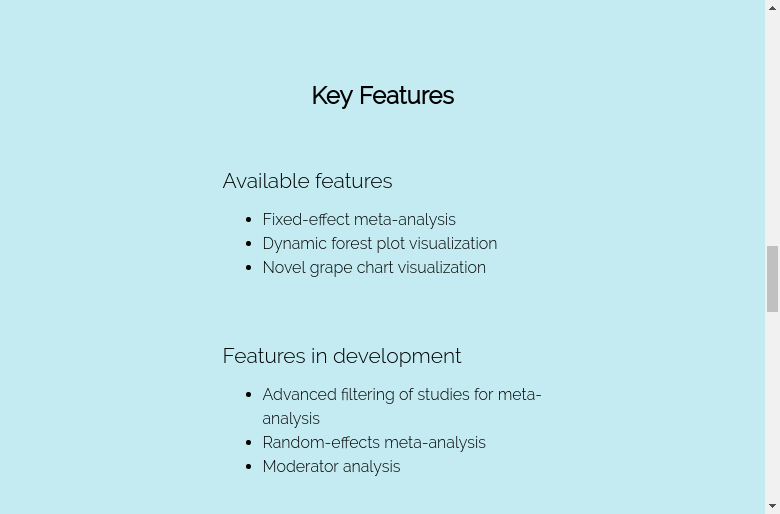 Key Features
Available features
Fixed-effect meta-analysis
Dynamic forest plot visualization
Novel grape chart visualization
Features in development
Advanced filtering of studies for meta-
analysis
Random-effects meta-analysis
Moderator analysis